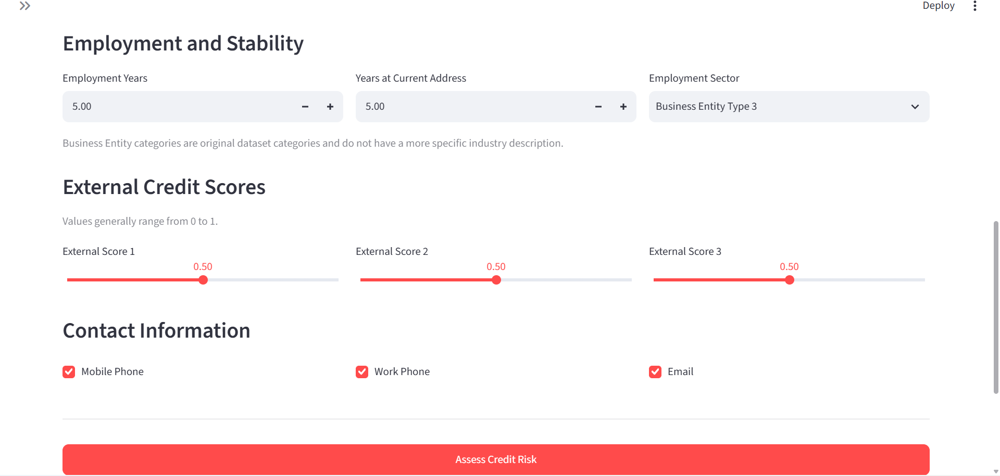 Deploy
Employment and Stability
Employment Years
Years at Current Address
Employment Sector
5.00
5.00
Business Entity Type 3
Business Entity categories are original dataset categories and do not have a more specific industry description.
External Credit Scores
Values generally range from 0 to 1.
External Score 1
External Score 2
External Score 3
0.50
0.50
0.50
Contact Information
Mobile Phone
Work Phone
Email
Assess Credit Risk